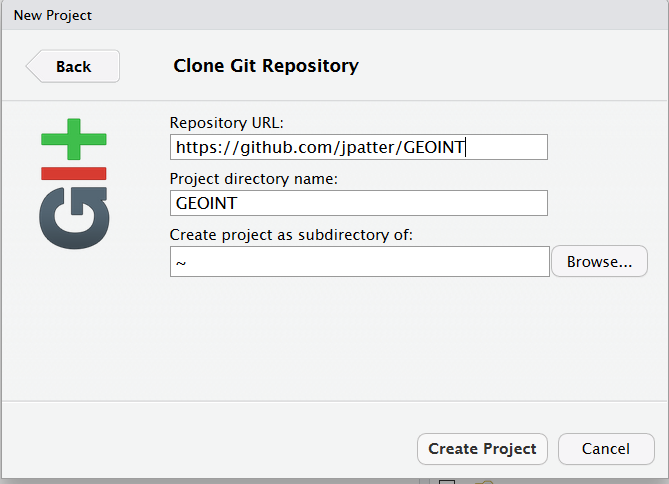 New Project
Back
Clone Git Repository
Repository URL:
https://github.com/jpatter/GEOINT
Project directory name:
GEOINT
Create project as subdirectory of:
~
Browse...
GIt
Create Project
Cancel